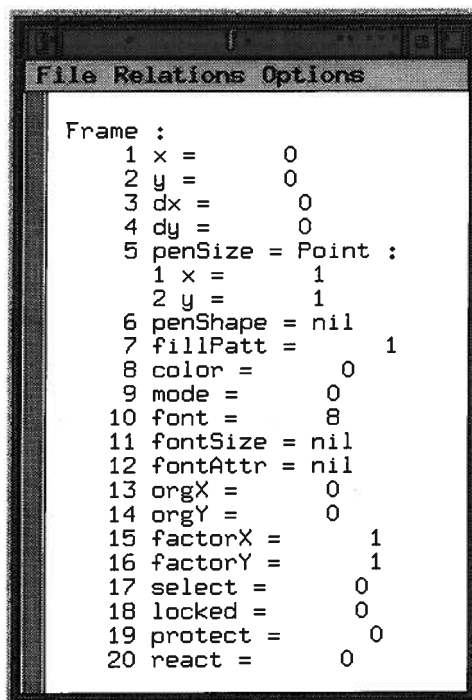 File Relations Options
Frame :
1 x = 0
2 y = 0
3 dx = 0
4 dy = 0
5 penSize = Point :
1 x = 1
2 y = 1
6 penShape = nil
7 fillPatt = 1
8 color = 0
9 mode = 0
10 font = 8
11 fontSize = nil
12 fontAttr = nil
13 orgX = 0
14 orgY = 0
15 factorX = 1
16 factorY = 1
17 select = 0
18 locked = 0
19 protect = 0
20 react = 0